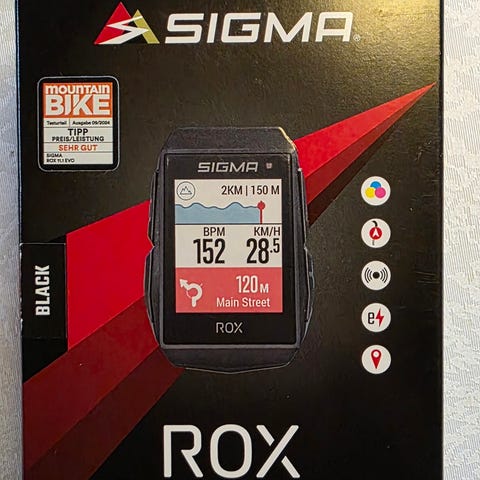 SIGMA
mountain
BIKE
Testurteil | Ausgabe 09/2024
TIPP
PREIS/LEISTUNG
SEHR GUT
SIGMA
ROX 11.1 EVO
SIGMA
2KM | 150 M
BPM
KM/H
152
28.5
120M
Main Street
ROX
BLACK
e
ROX